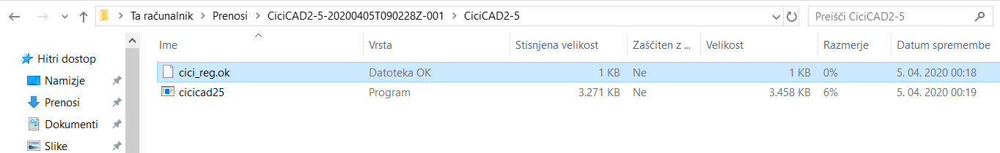 Ta računalnik > Prenosi > CiciCAD2-5-20200405T090228Z-001 > CiciCAD2-5
Preišči CiciCAD2-5
Hitri dostop
Namizje
Prenosi
Dokumenti
Slike
Ime Vrsta Stisnjena velikost Zaščiten z ... Velikost Razmerje Datum spremembe
cici_reg.ok Datoteka OK 1 KB Ne 1 KB 0% 5. 04. 2020 00:18
cicicad25 Program 3.271 KB Ne 3.458 KB 6% 5. 04. 2020 00:19